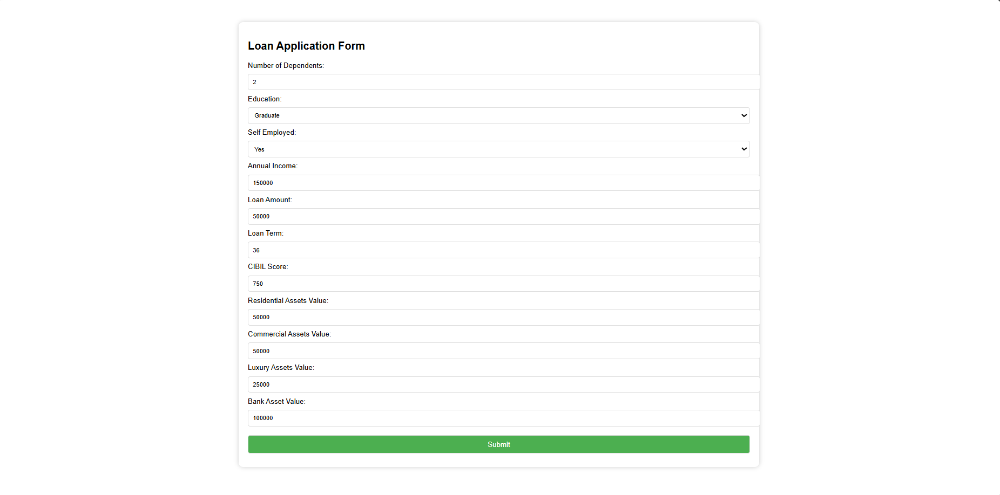 Loan Application Form
Number of Dependents:
2
Education:
Graduate
Self Employed:
Yes
Annual Income:
150000
Loan Amount:
50000
Loan Term:
36
CIBIL Score:
750
Residential Assets Value:
50000
Commercial Assets Value:
50000
Luxury Assets Value:
25000
Bank Asset Value:
100000
Submit